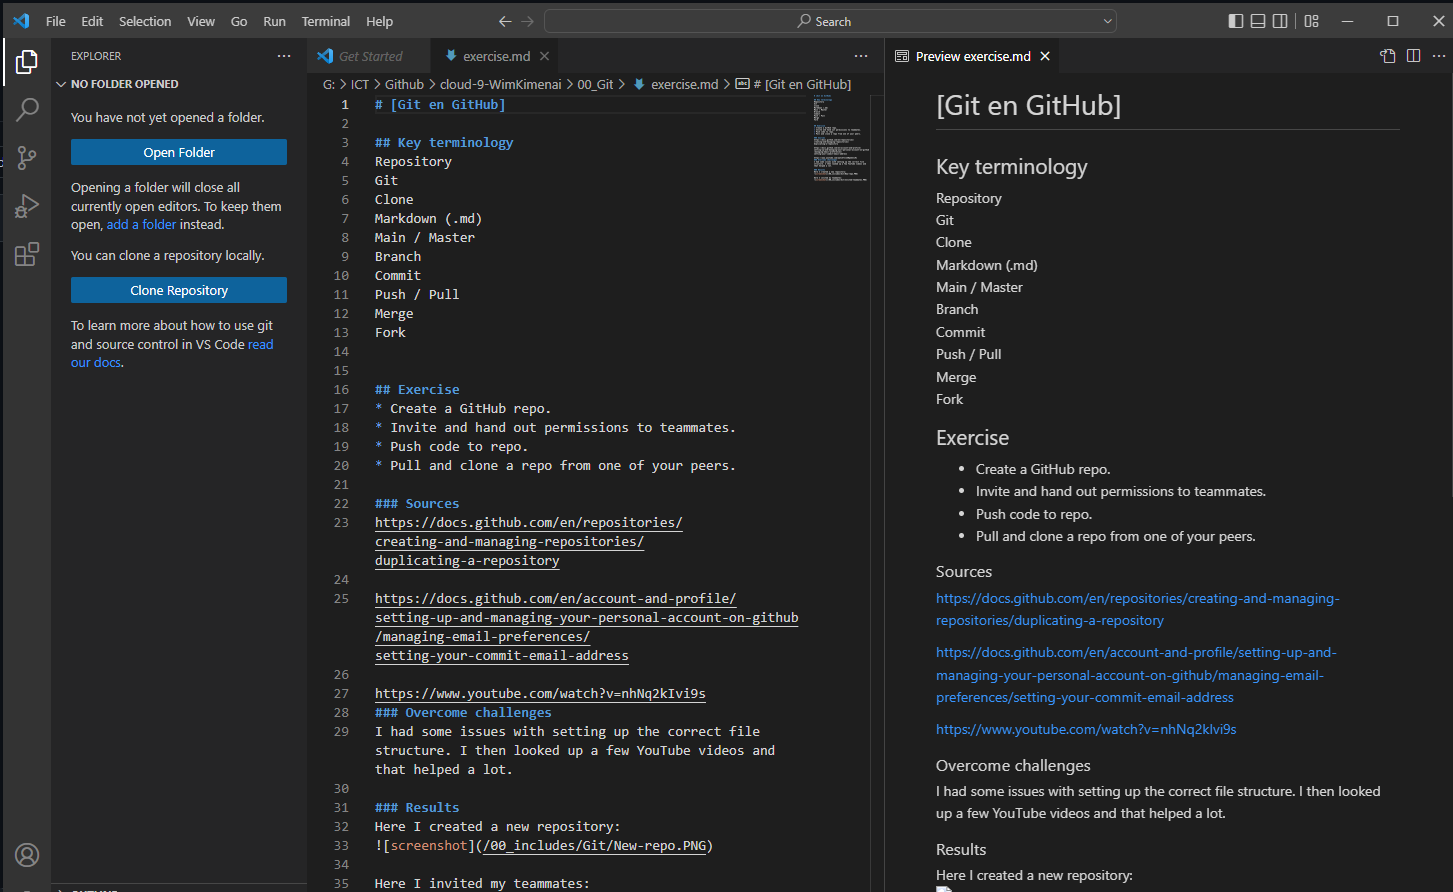 File Edit Selection View Go Run Terminal Help
Search
EXPLORER
NO FOLDER OPENED
You have not yet opened a folder.
Open Folder
Opening a folder will close all
currently open editors. To keep them
open, add a folder instead.
You can clone a repository locally.
Clone Repository
To learn more about how to use git
and source control in VS Code read
our docs.
Get Started
exercise.md
G: > ICT > Github > cloud-9-WimKimenai > 00_Git > exercise.md > # [Git en GitHub]
1 # [Git en GitHub]
2
3 ## Key terminology
4 Repository
5 Git
6 Clone
7 Markdown (.md)
8 Main / Master
9 Branch
10 Commit
11 Push / Pull
12 Merge
13 Fork
14
15
16 ## Exercise
17 * Create a GitHub repo.
18 * Invite and hand out permissions to teammates.
19 * Push code to repo.
20 * Pull and clone a repo from one of your peers.
21
22 ### Sources
23 https://docs.github.com/en/repositories/
creating-and-managing-repositories/
duplicating-a-repository
24
25 https://docs.github.com/en/account-and-profile/
setting-up-and-managing-your-personal-account-on-github
/managing-email-preferences/
setting-your-commit-email-address
26
27 https://www.youtube.com/watch?v=nhNq2kIvi9s
28 ### Overcome challenges
29 I had some issues with setting up the correct file
structure. I then looked up a few YouTube videos and
that helped a lot.
30
31 ### Results
32 Here I created a new repository:
33 ![screenshot](/00_includes/Git/New-repo.PNG)
34
35 Here I invited my teammates:
Preview exercise.md
[Git en GitHub]
Key terminology
Repository
Git
Clone
Markdown (.md)
Main / Master
Branch
Commit
Push / Pull
Merge
Fork
Exercise
• Create a GitHub repo.
• Invite and hand out permissions to teammates.
• Push code to repo.
• Pull and clone a repo from one of your peers.
Sources
https://docs.github.com/en/repositories/creating-and-managing-
repositories/duplicating-a-repository
https://docs.github.com/en/account-and-profile/setting-up-and-
managing-your-personal-account-on-github/managing-email-
preferences/setting-your-commit-email-address
https://www.youtube.com/watch?v=nhNq2kIvi9s
Overcome challenges
I had some issues with setting up the correct file structure. I then looked
up a few YouTube videos and that helped a lot.
Results
Here I created a new repository: